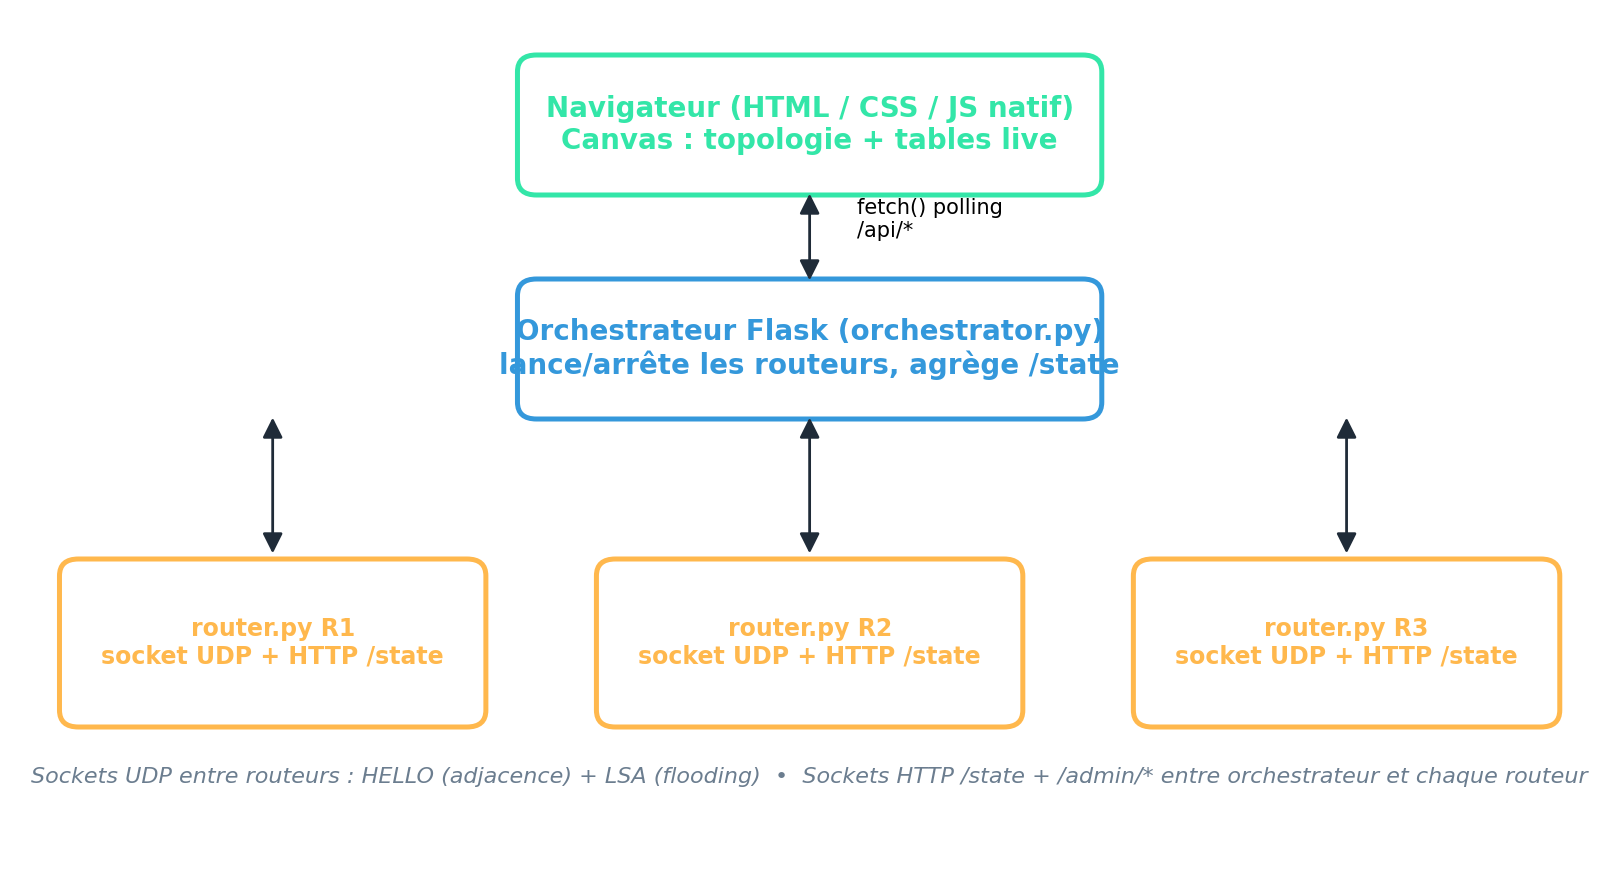 Navigateur (HTML / CSS / JS natif)
Canvas : topologie + tables live
fetch() polling
/api/*
Orchestrateur Flask (orchestrator.py)
lance/arrête les routeurs, agrège /state
router.py R1
socket UDP + HTTP /state
router.py R2
socket UDP + HTTP /state
router.py R3
socket UDP + HTTP /state
Sockets UDP entre routeurs : HELLO (adjacence) + LSA (flooding) • Sockets HTTP /state + /admin/* entre orchestrateur et chaque routeur